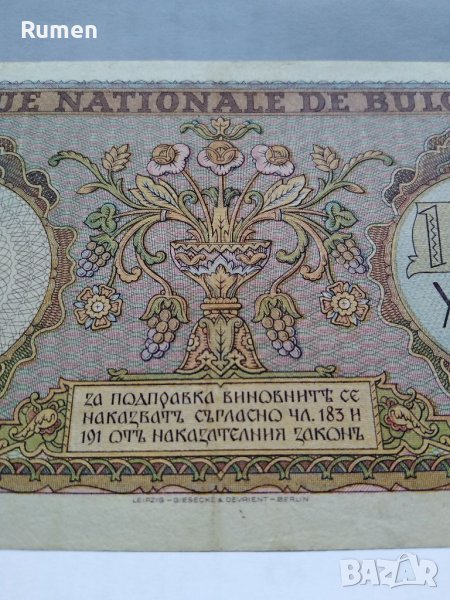 Rumen
UE NATIONALE DE BULG
ЗА ПОДПРАВКА ВИНОВНИТѢ СЕ
НАКАЗВАТЪ СЪГЛАСНО ЧЛ. 183 И
191 ОТЪ НАКАЗАТЕЛНИЯ ЗАКОНЪ
LEIPZIG – GIESECKE & DEVRIENT – BERLIN
BAZAR